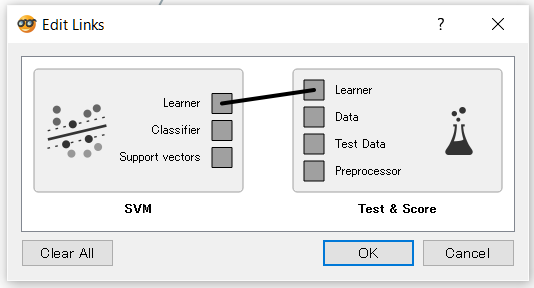 Edit Links
?
Learner
Classifier
Support vectors
SVM
Learner
Data
Test Data
Preprocessor
Test & Score
Clear All
OK
Cancel